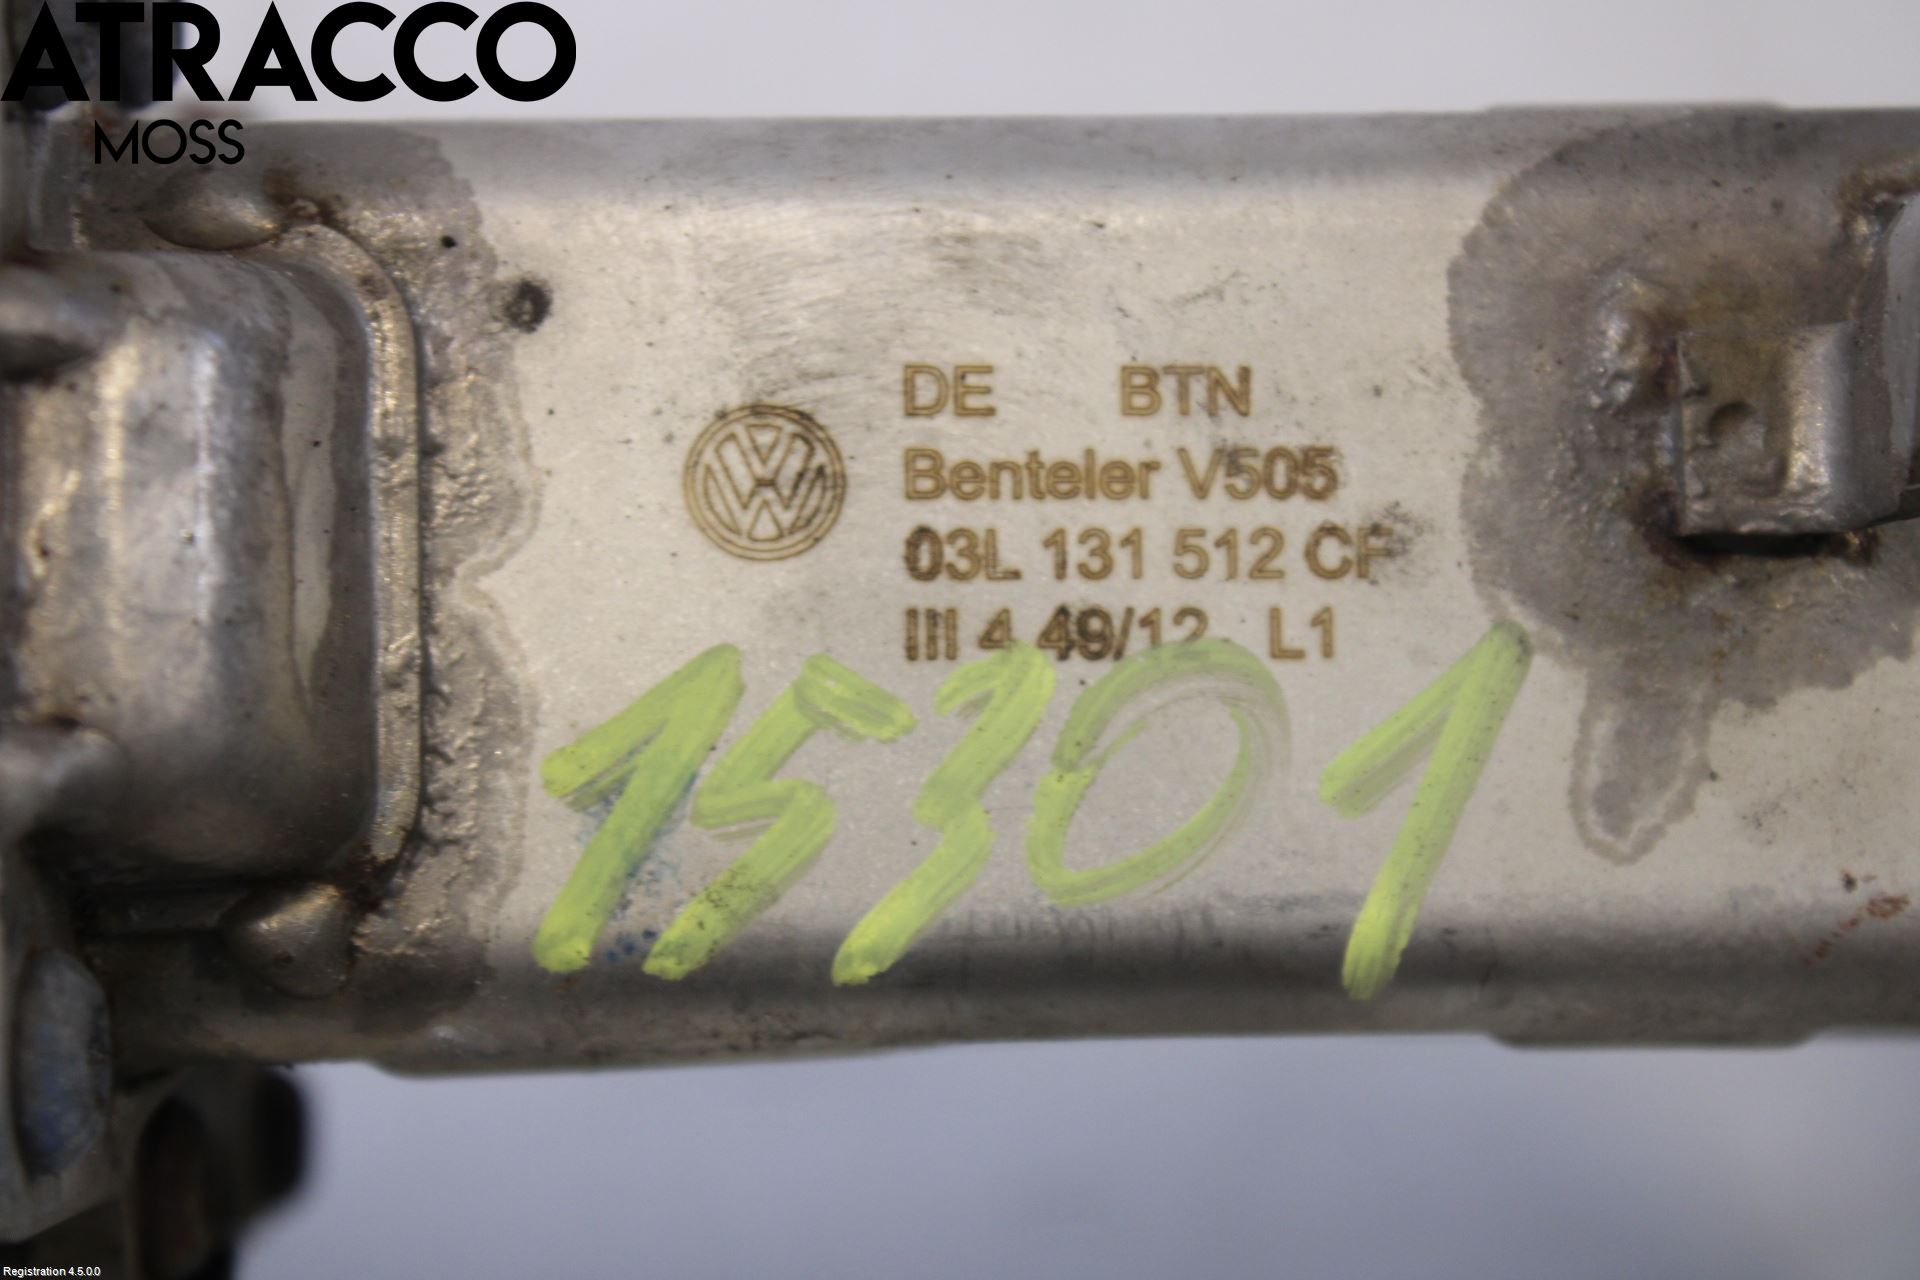 ATRACCO
MOSS
DE BTN
Benteler V505
03L 131 512 CF
III 4 49/12 L1
15301
Registration 4.5.0.0